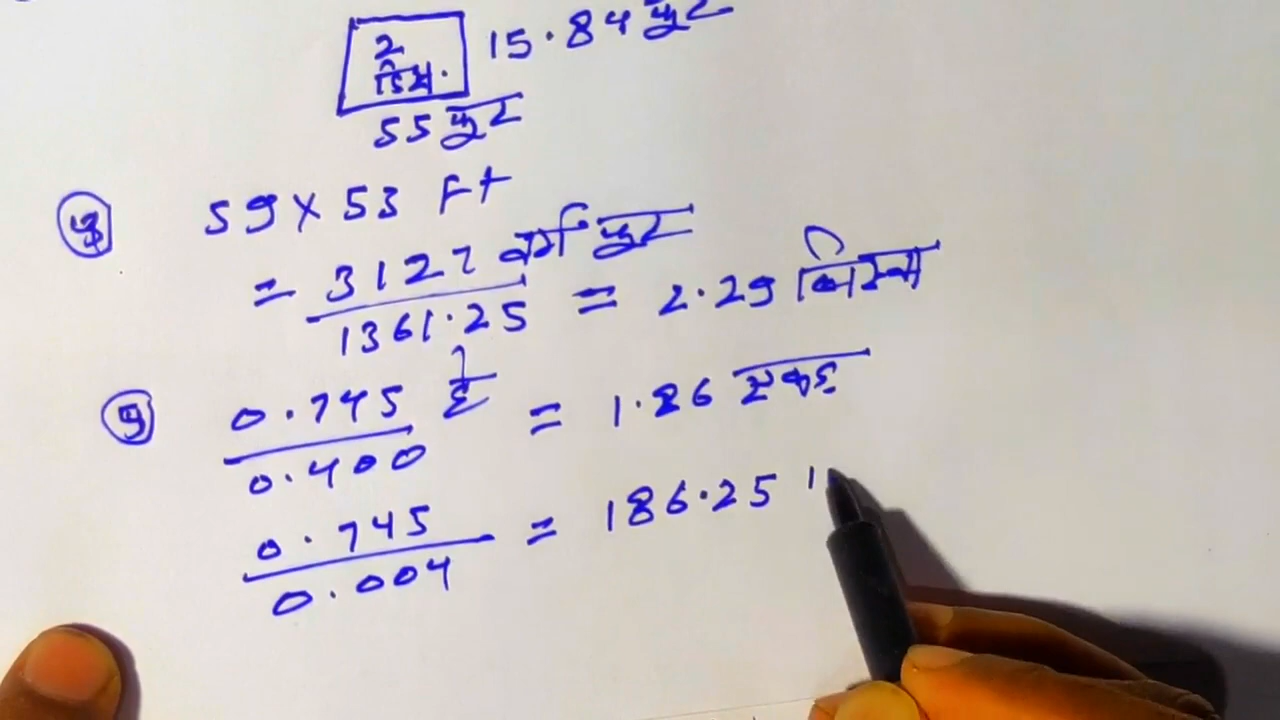 2 15.84 फुट
डिस.
55 फुट
59 × 53 Ft
= 3127 वर्ग फुट
1361.25 = 2.29 बिस्वा
5 0.745 हे = 1.86 एकड़
0.400
0.745 = 186.25
0.004